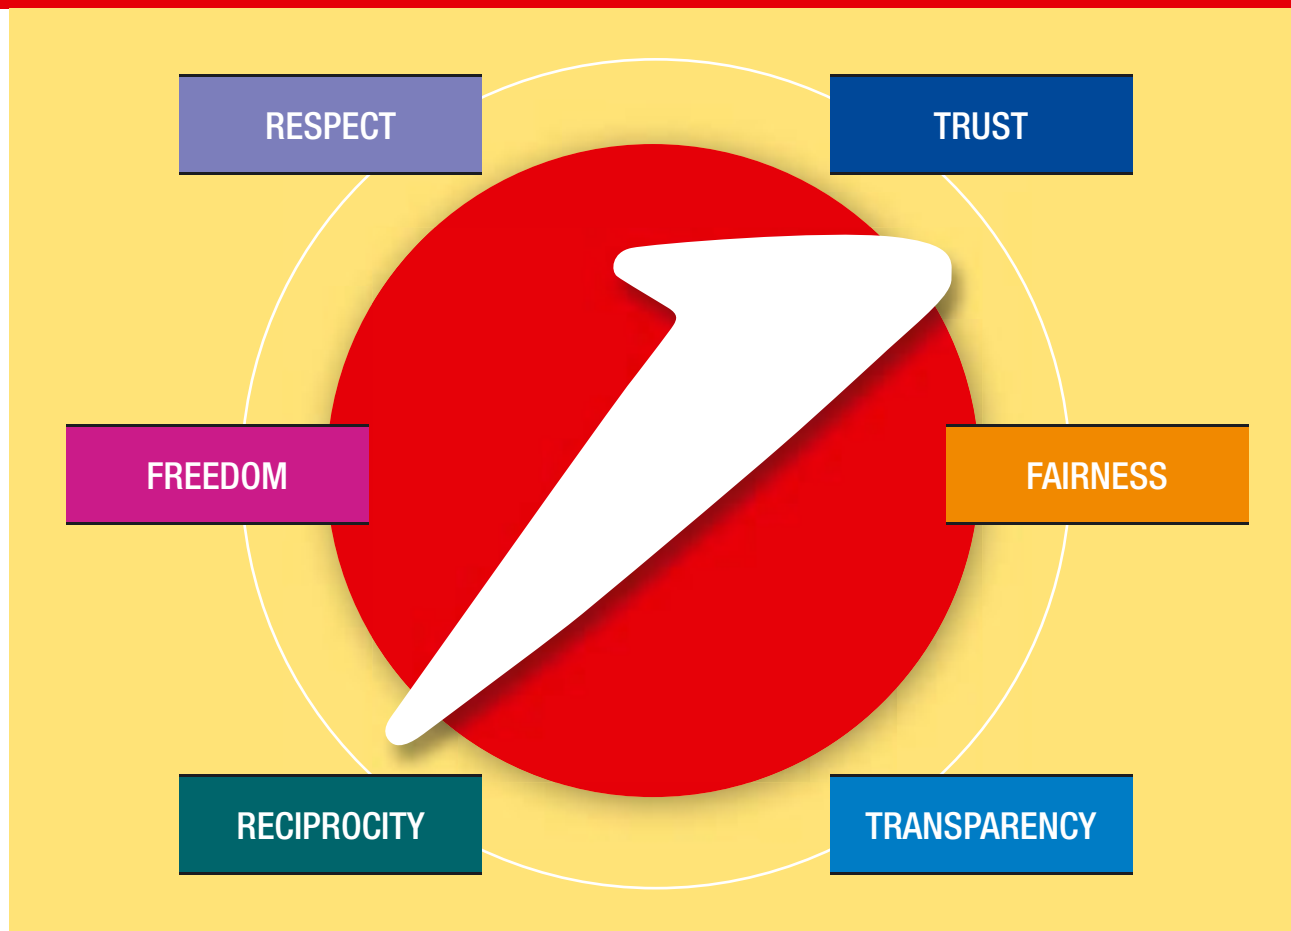 RESPECT
TRUST
FREEDOM
FAIRNESS
RECIPROCITY
TRANSPARENCY